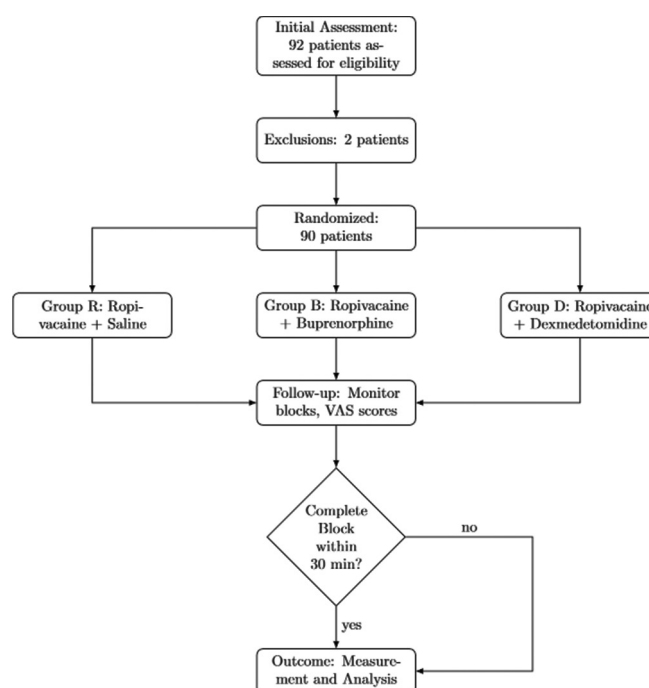 Initial Assessment:
92 patients as-
sessed for eligibility
Exclusions: 2 patients
Randomized:
90 patients
Group R: Ropi-
vacaine + Saline
Group B: Ropivacaine
+ Buprenorphine
Group D: Ropivacaine
+ Dexmedetomidine
Follow-up: Monitor
blocks, VAS scores
Complete
Block
within
30 min?
no
yes
Outcome: Measure-
ment and Analysis